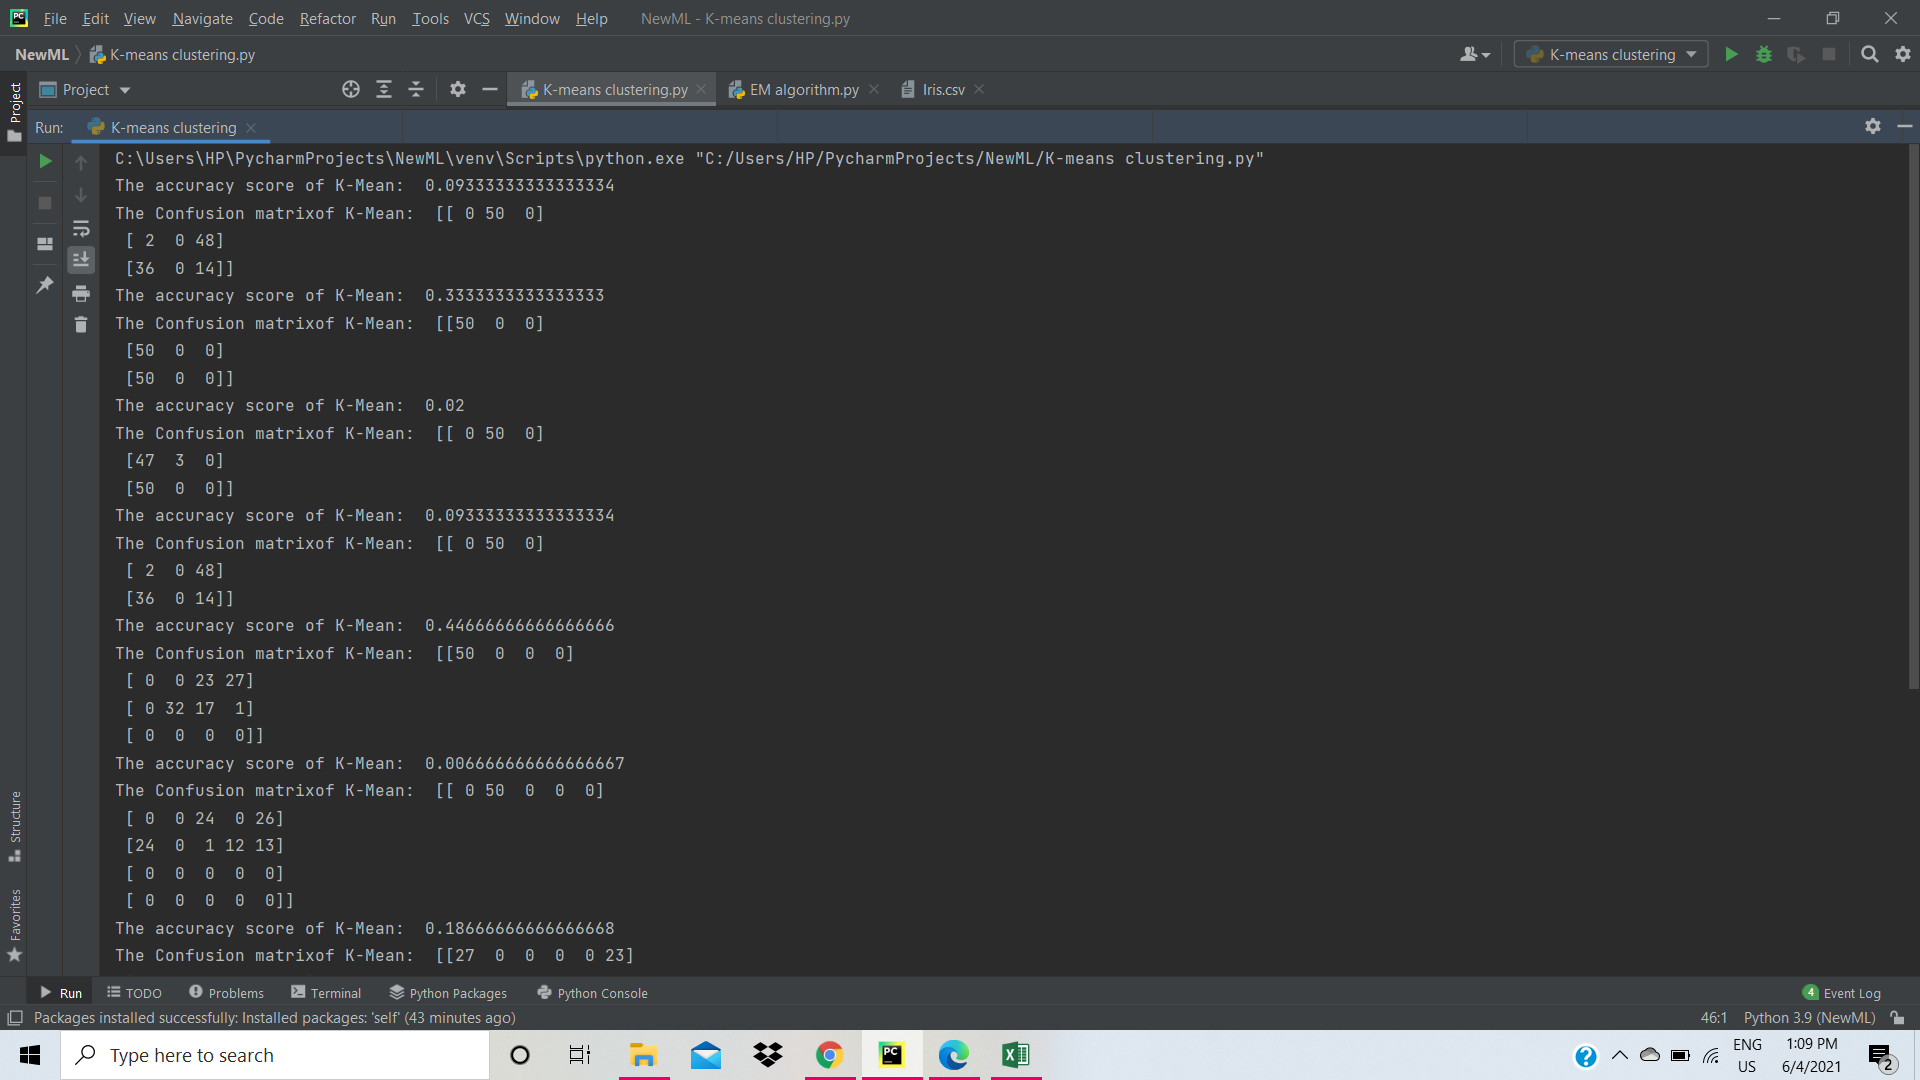 File Edit View Navigate Code Refactor Run Tools VCS Window Help NewML - K-means clustering.py
NewML K-means clustering.py K-means clustering
Project Project K-means clustering.py EM algorithm.py Iris.csv
Run: K-means clustering
C:\Users\HP\PycharmProjects\NewML\venv\Scripts\python.exe "C:/Users/HP/PycharmProjects/NewML/K-means clustering.py"
The accuracy score of K-Mean:  0.09333333333333334
The Confusion matrixof K-Mean:  [[ 0 50  0]
 [ 2  0 48]
 [36  0 14]]
The accuracy score of K-Mean:  0.3333333333333333
The Confusion matrixof K-Mean:  [[50  0  0]
 [50  0  0]
 [50  0  0]]
The accuracy score of K-Mean:  0.02
The Confusion matrixof K-Mean:  [[ 0 50  0]
 [47  3  0]
 [50  0  0]]
The accuracy score of K-Mean:  0.09333333333333334
The Confusion matrixof K-Mean:  [[ 0 50  0]
 [ 2  0 48]
 [36  0 14]]
The accuracy score of K-Mean:  0.44666666666666666
The Confusion matrixof K-Mean:  [[50  0  0  0]
 [ 0  0 23 27]
 [ 0 32 17  1]
 [ 0  0  0  0]]
The accuracy score of K-Mean:  0.006666666666666667
The Confusion matrixof K-Mean:  [[ 0 50  0  0  0]
 [ 0  0 24  0 26]
 [24  0  1 12 13]
 [ 0  0  0  0  0]
 [ 0  0  0  0  0]]
The accuracy score of K-Mean:  0.18666666666666668
The Confusion matrixof K-Mean:  [[27  0  0  0  0 23]
Structure
Favorites
Run TODO Problems Terminal Python Packages Python Console 4 Event Log
Packages installed successfully: Installed packages: 'self' (43 minutes ago) 46:1 Python 3.9 (NewML)
Type here to search PC ENG US 1:09 PM 6/4/2021 2